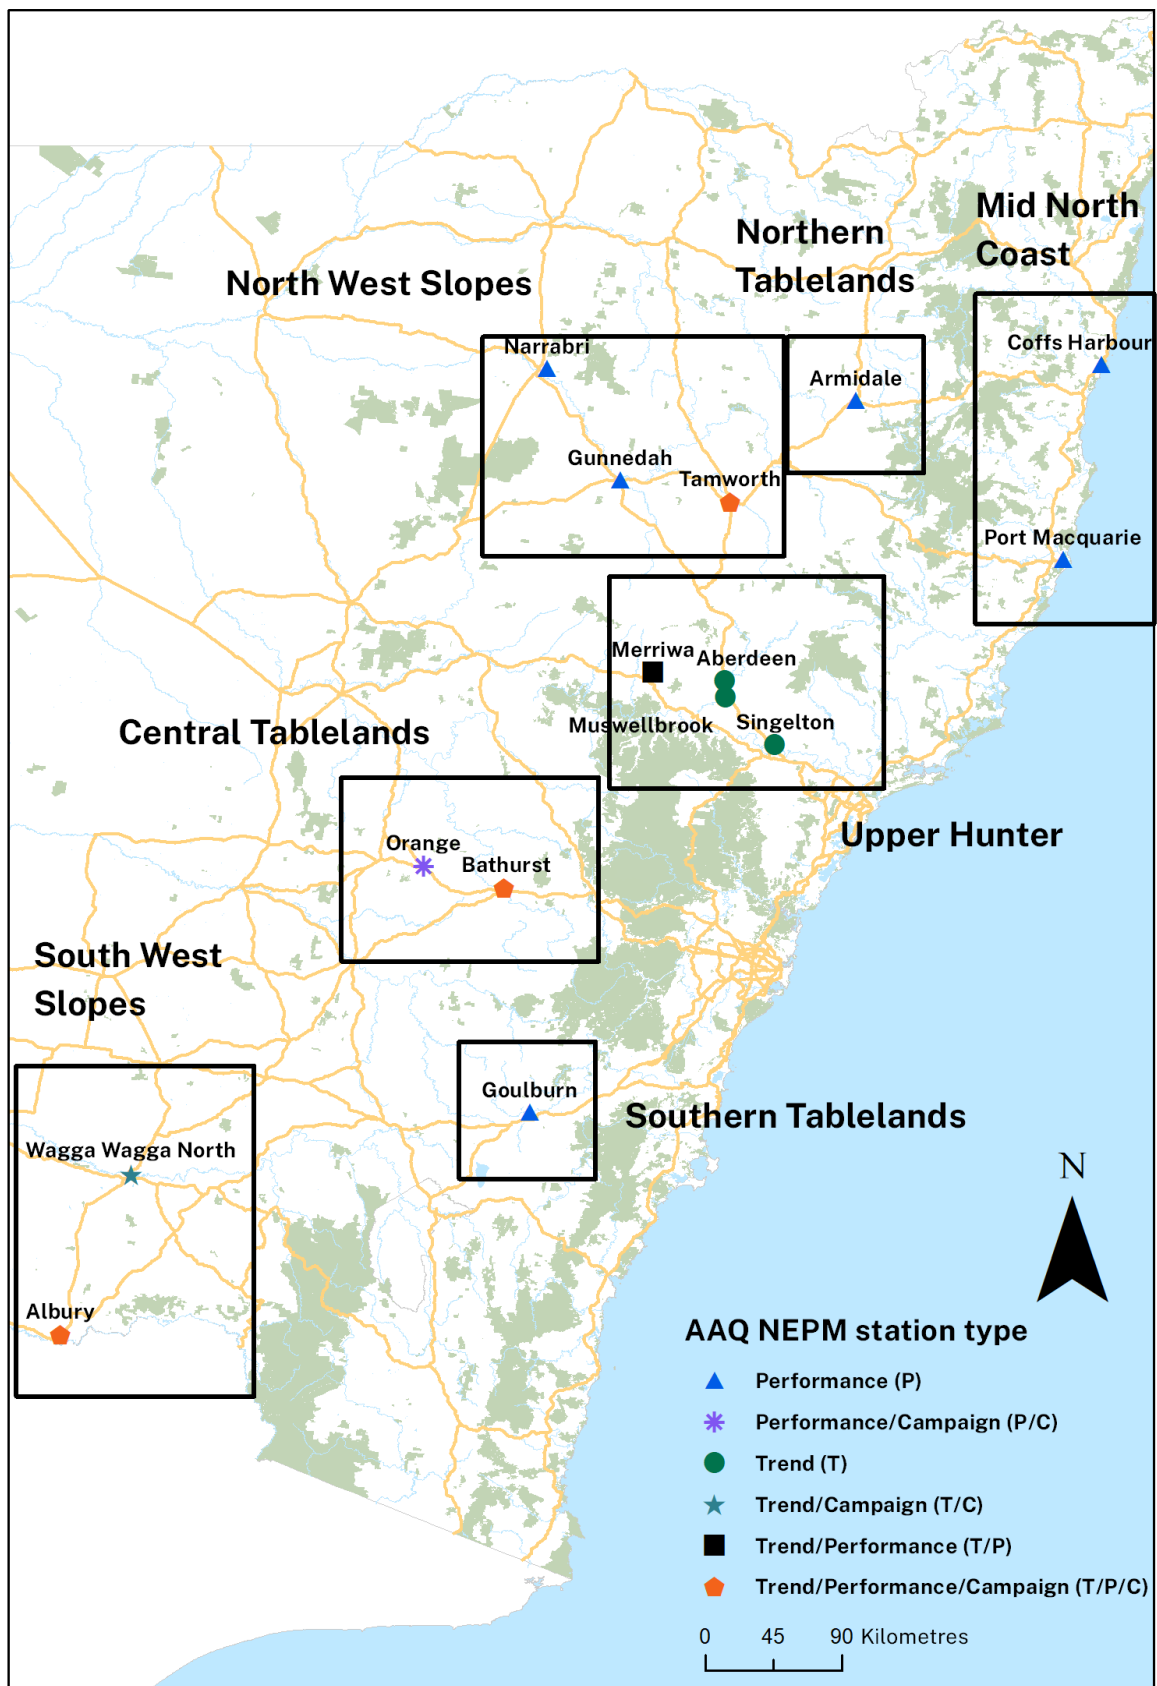 Mid North
Coast
Northern
Tablelands
North West Slopes
Narrabri
Coffs Harbour
Armidale
Gunnedah
Tamworth
Port Macquarie
Merriwa
Aberdeen
Muswellbrook
Singelton
Central Tablelands
Upper Hunter
Orange
Bathurst
South West
Slopes
Goulburn
Southern Tablelands
Wagga Wagga North
Albury
N
AAQ NEPM station type
Performance (P)
Performance/Campaign (P/C)
Trend (T)
Trend/Campaign (T/C)
Trend/Performance (T/P)
Trend/Performance/Campaign (T/P/C)
0 45 90 Kilometres